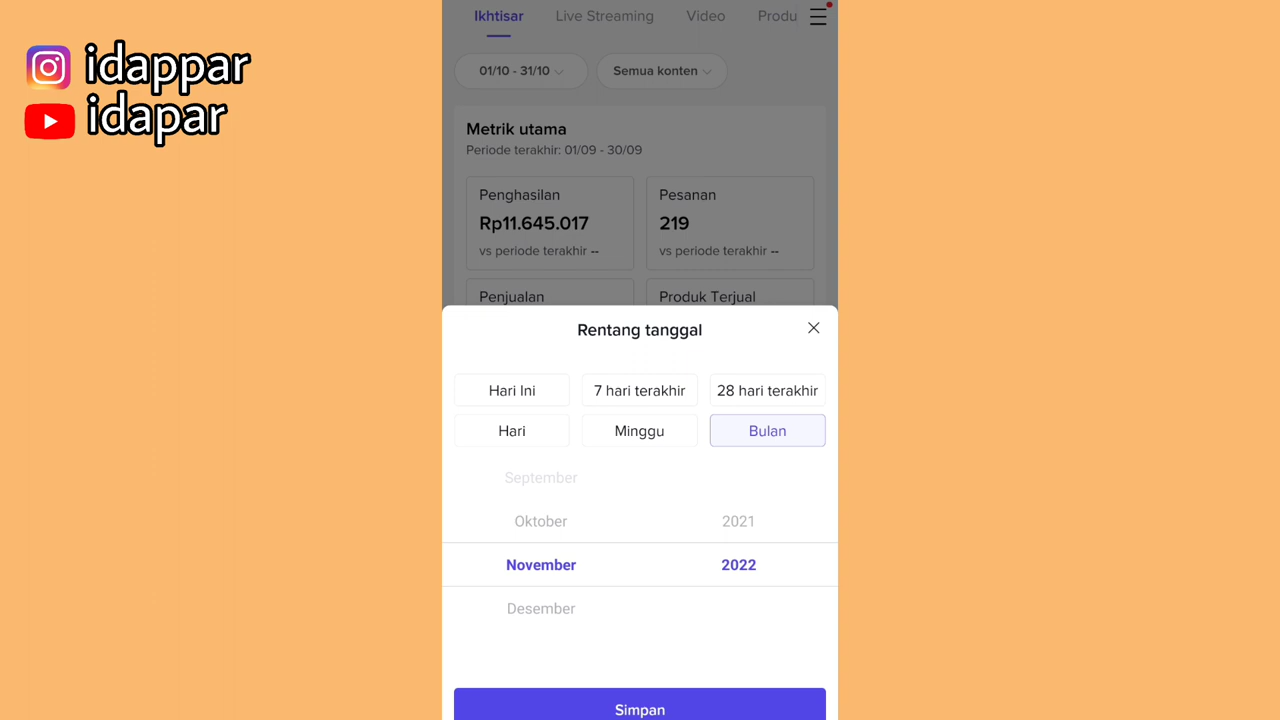 idappar
idapar
Ikhtisar Live Streaming Video Produ
01/10 - 31/10 Semua konten
Metrik utama
Periode terakhir: 01/09 - 30/09
Penghasilan Pesanan
Rp11.645.017 219
vs periode terakhir -- vs periode terakhir --
Penjualan Produk Terjual
Rentang tanggal
Hari Ini 7 hari terakhir 28 hari terakhir
Hari Minggu Bulan
September
Oktober 2021
November 2022
Desember
Simpan